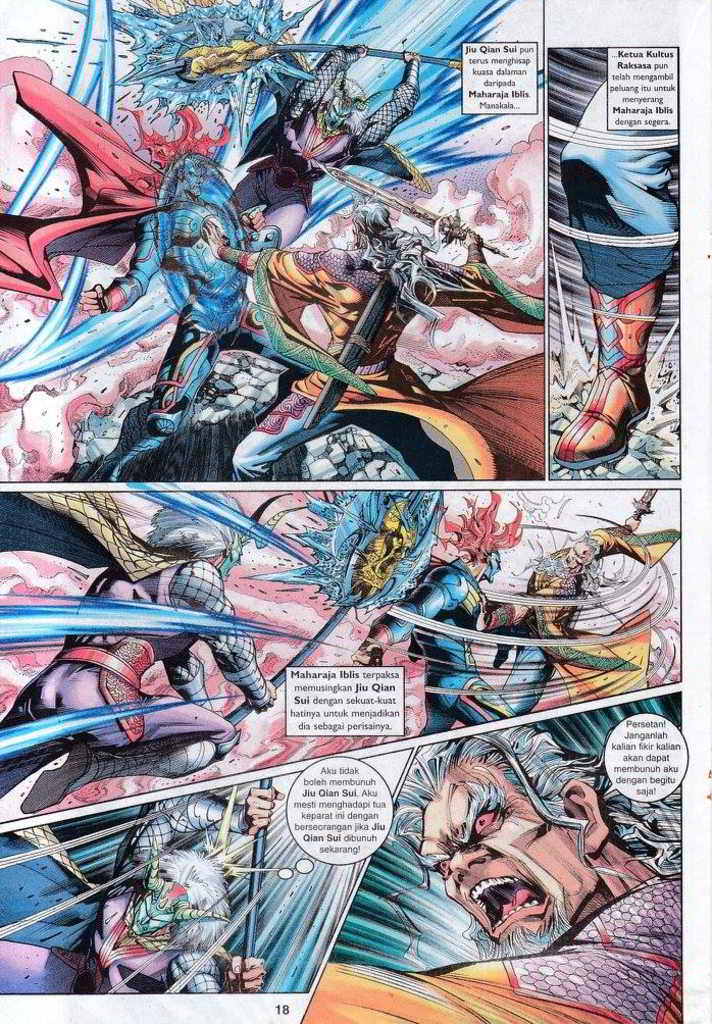 Jiu Qian Sui pun
terus menghisap
kuasa dalaman
daripada
Maharaja Iblis.
Manakala...
...Ketua Kultus
Raksasa pun
telah mengambil
peluang itu untuk
menyerang
Maharaja Iblis
dengan segera.
Maharaja Iblis terpaksa
memusingkan Jiu Qian
Sui dengan sekuat-kuat
hatinya untuk menjadikan
dia sebagai perisainya.
Aku tidak
boleh membunuh
Jiu Qian Sui. Aku
mesti menghadapi tua
keparat ini dengan
berseorangan jika Jiu
Qian Sui dibunuh
sekarang!
Persetan!
Janganlah
kalian fikir kalian
akan dapat
membunuh aku
dengan begitu
saja!
18